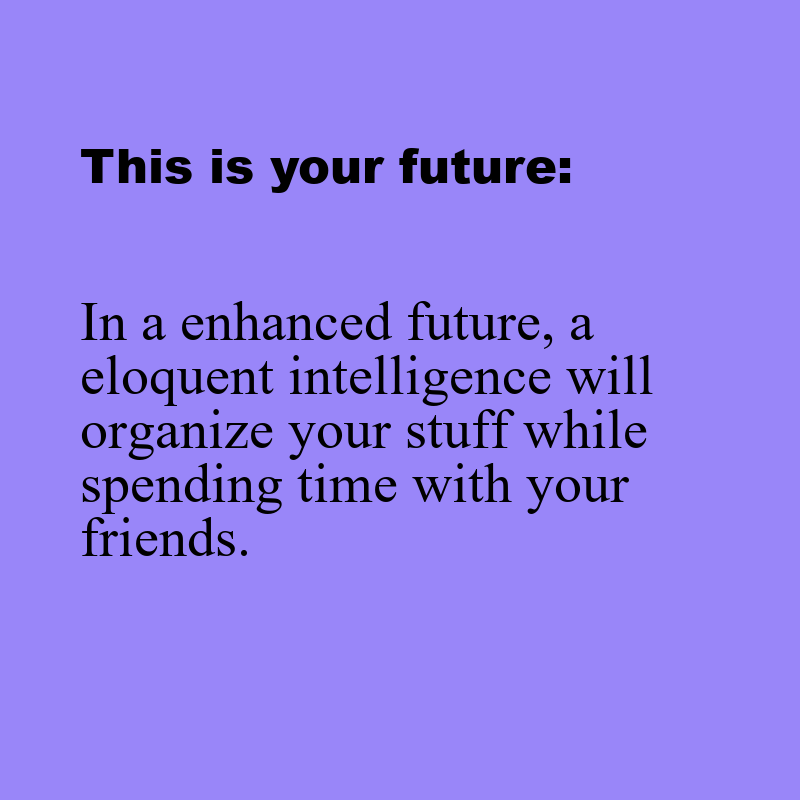 This is your future:
In a enhanced future, a
eloquent intelligence will
organize your stuff while
spending time with your
friends.